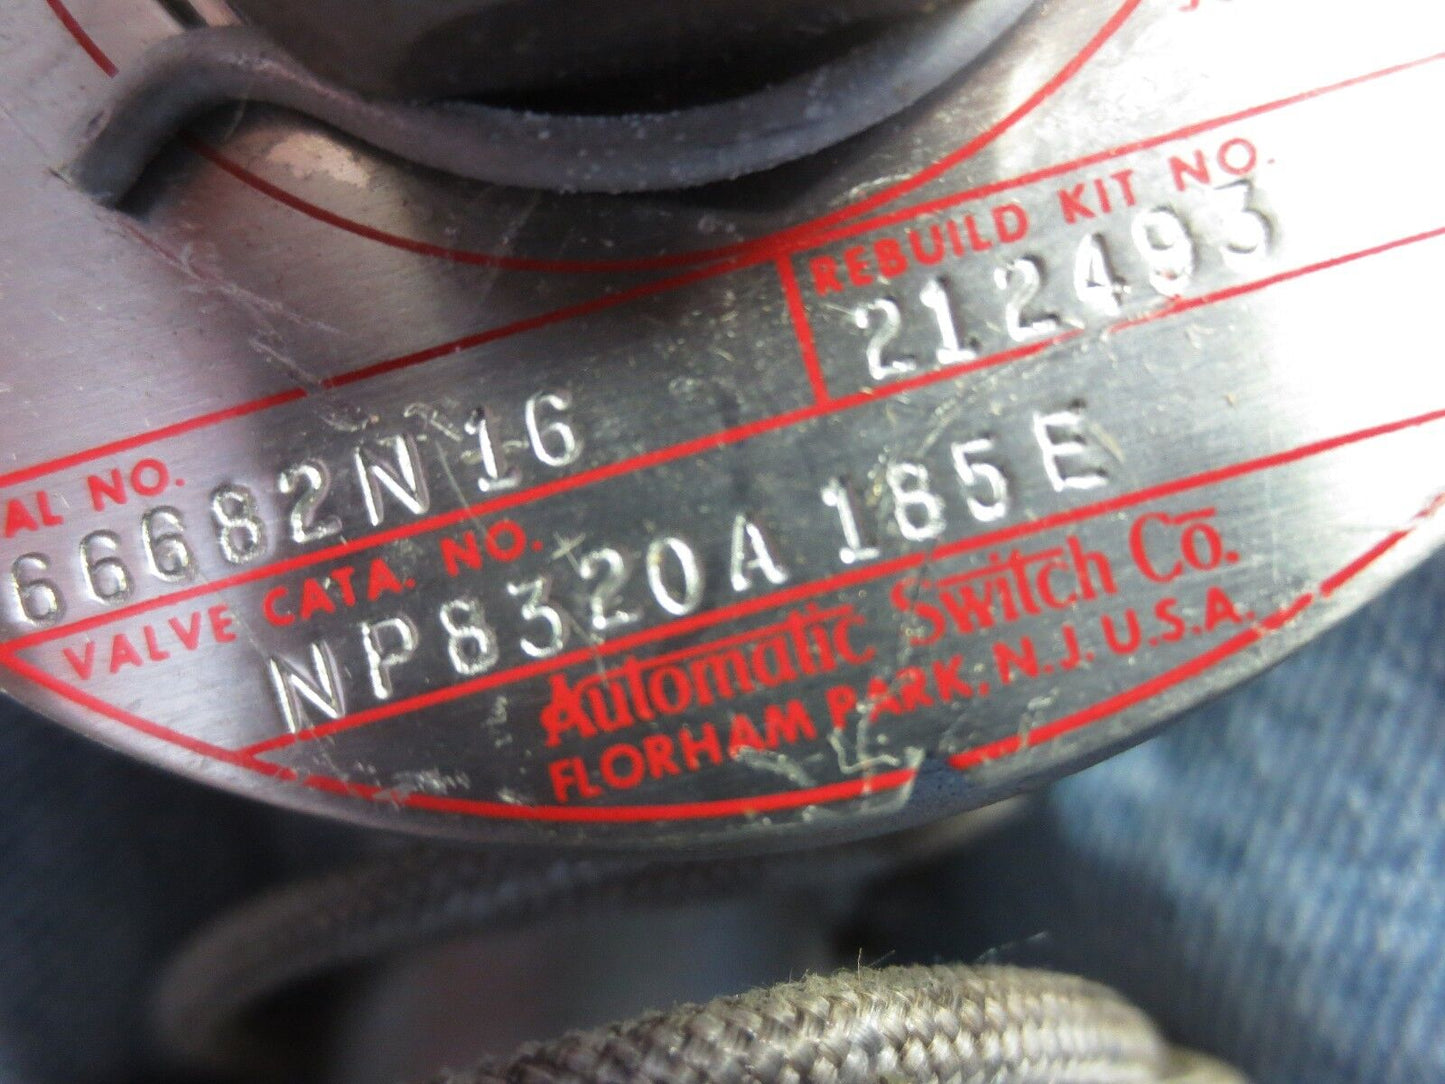 REBUILD KIT NO.
212493
AL NO.
66682N16
VALVE CATA. NO.
NP8320A185E
Automatic Switch Co.
FLORHAM PARK, N.J. U.S.A.